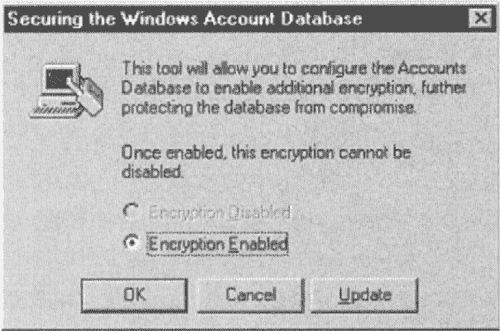 Securing the Windows Account Database
This tool will allow you to configure the Accounts
Database to enable additional encryption, further
protecting the database from compromise.
Once enabled, this encryption cannot be
disabled.
Encryption Disabled
Encryption Enabled
OK Cancel Update